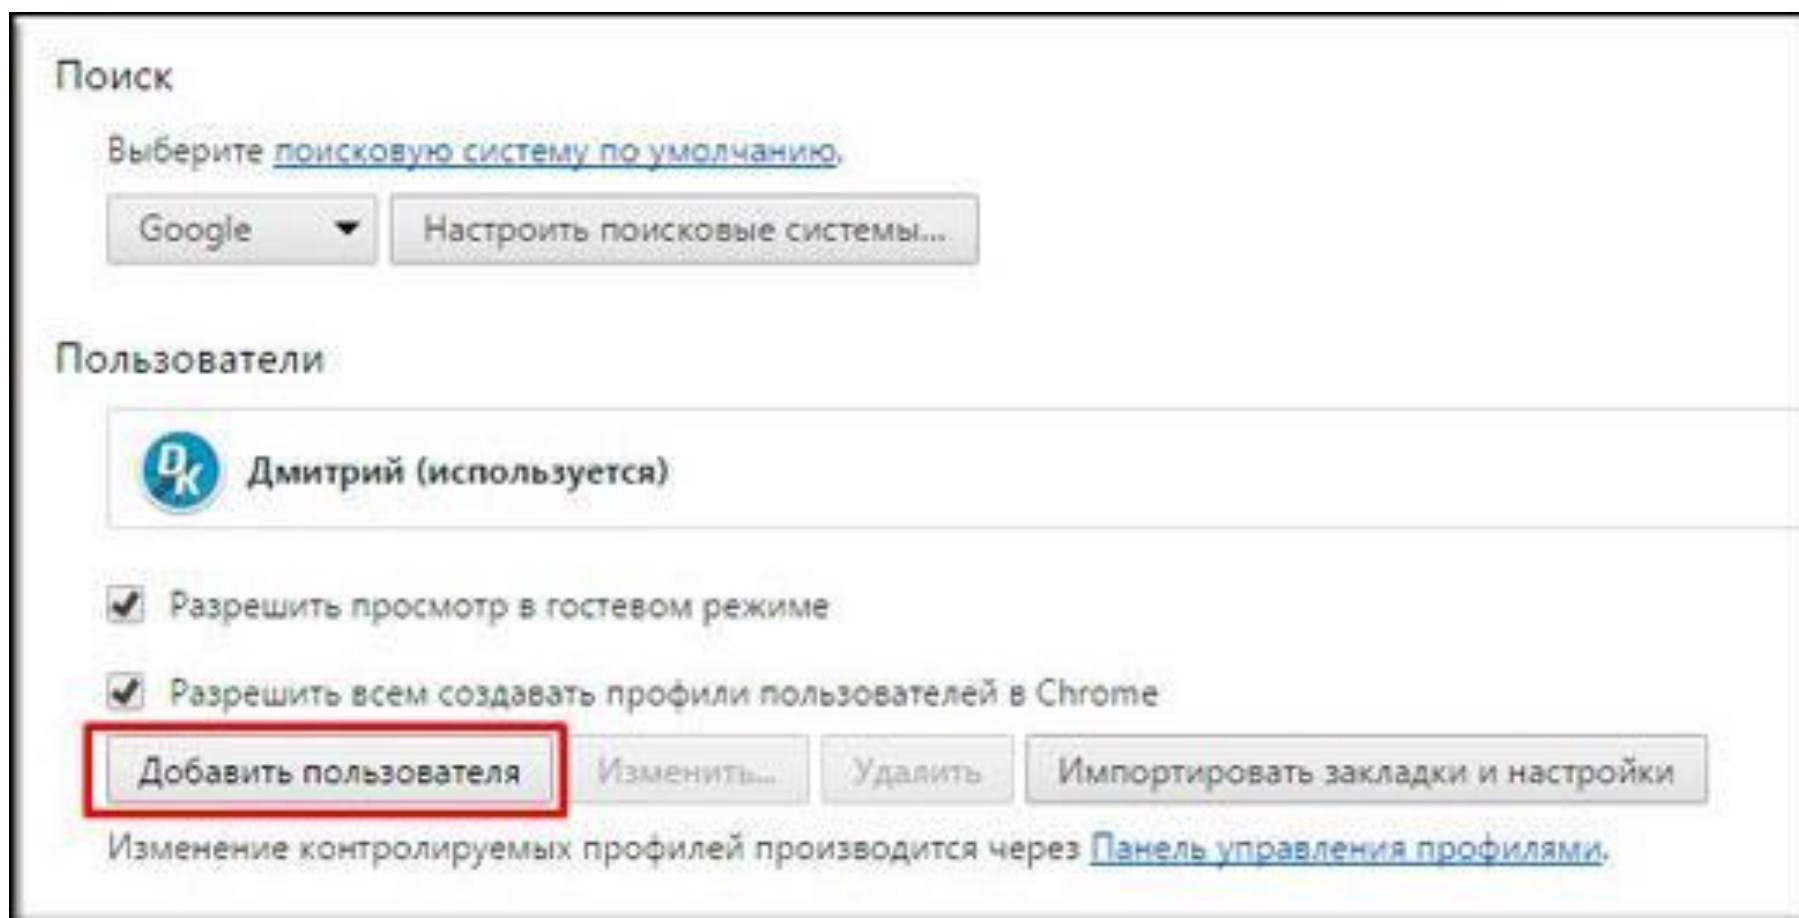 Поиск
Выберите поисковую систему по умолчанию.
Google Настроить поисковые системы...
Пользователи
DK Дмитрий (используется)
Разрешить просмотр в гостевом режиме
Разрешить всем создавать профили пользователей в Chrome
Добавить пользователя Изменить... Удалить Импортировать закладки и настройки
Изменение контролируемых профилей производится через Панель управления профилями.